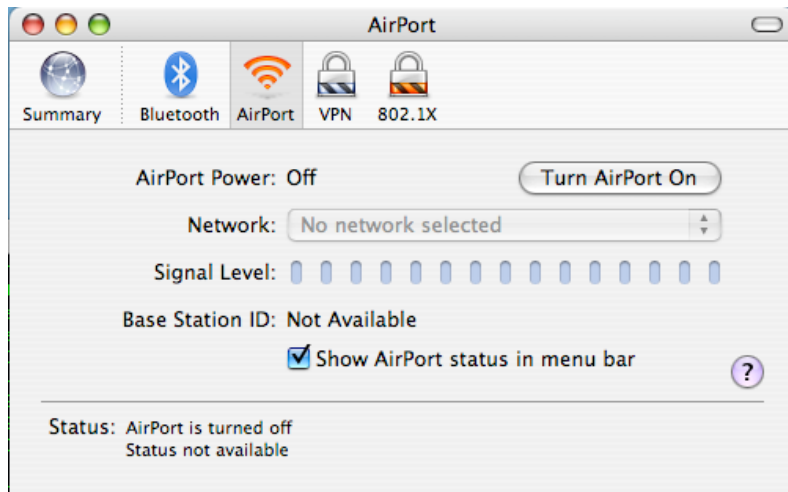 AirPort
Summary Bluetooth AirPort VPN 802.1X
AirPort Power: Off Turn AirPort On
Network: No network selected
Signal Level:
Base Station ID: Not Available
Show AirPort status in menu bar
?
Status: AirPort is turned off
Status not available